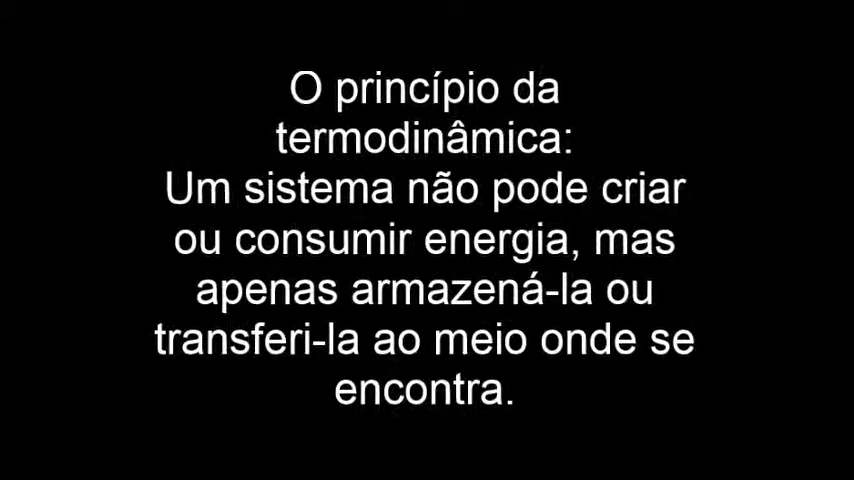 O princípio da
termodinâmica:
Um sistema não pode criar
ou consumir energia, mas
apenas armazená-la ou
transferi-la ao meio onde se
encontra.